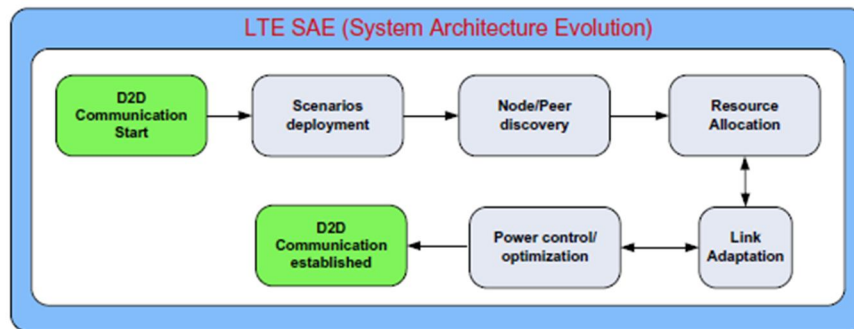 LTE SAE (System Architecture Evolution)
D2D
Communication
Start
Scenarios
deployment
Node/Peer
discovery
Resource
Allocation
D2D
Communication
established
Power control/
optimization
Link
Adaptation